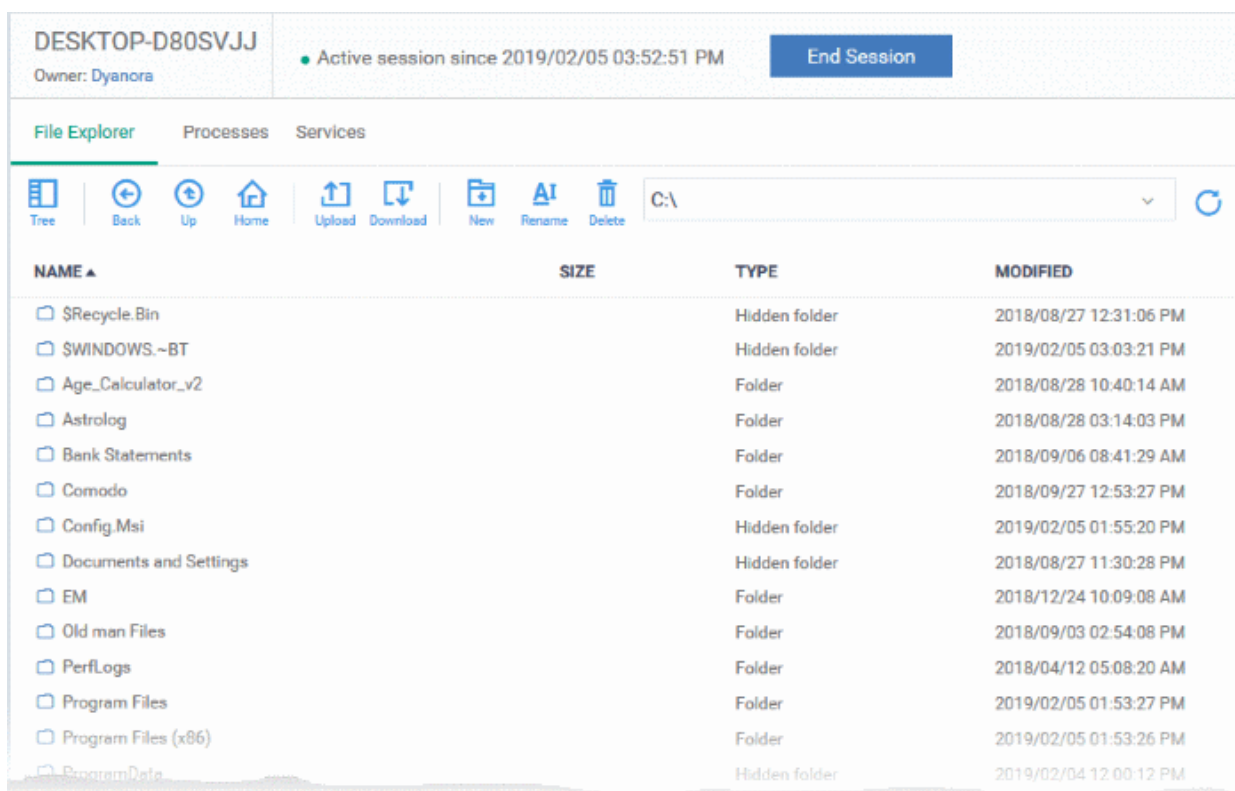 DESKTOP-D80SVJJ
Owner: Dyanora
Active session since 2019/02/05 03:52:51 PM
End Session
File Explorer Processes Services
Tree Back Up Home Upload Download New Rename Delete C:\
NAME SIZE TYPE MODIFIED
$Recycle.Bin Hidden folder 2018/08/27 12:31:06 PM
$WINDOWS.~BT Hidden folder 2019/02/05 03:03:21 PM
Age_Calculator_v2 Folder 2018/08/28 10:40:14 AM
Astrolog Folder 2018/08/28 03:14:03 PM
Bank Statements Folder 2018/09/06 08:41:29 AM
Comodo Folder 2018/09/27 12:53:27 PM
Config.Msi Hidden folder 2019/02/05 01:55:20 PM
Documents and Settings Hidden folder 2018/08/27 11:30:28 PM
EM Folder 2018/12/24 10:09:08 AM
Old man Files Folder 2018/09/03 02:54:08 PM
PerfLogs Folder 2018/04/12 05:08:20 AM
Program Files Folder 2019/02/05 01:53:27 PM
Program Files (x86) Folder 2019/02/05 01:53:26 PM
ProgramData Hidden folder 2019/02/04 12:00:12 PM